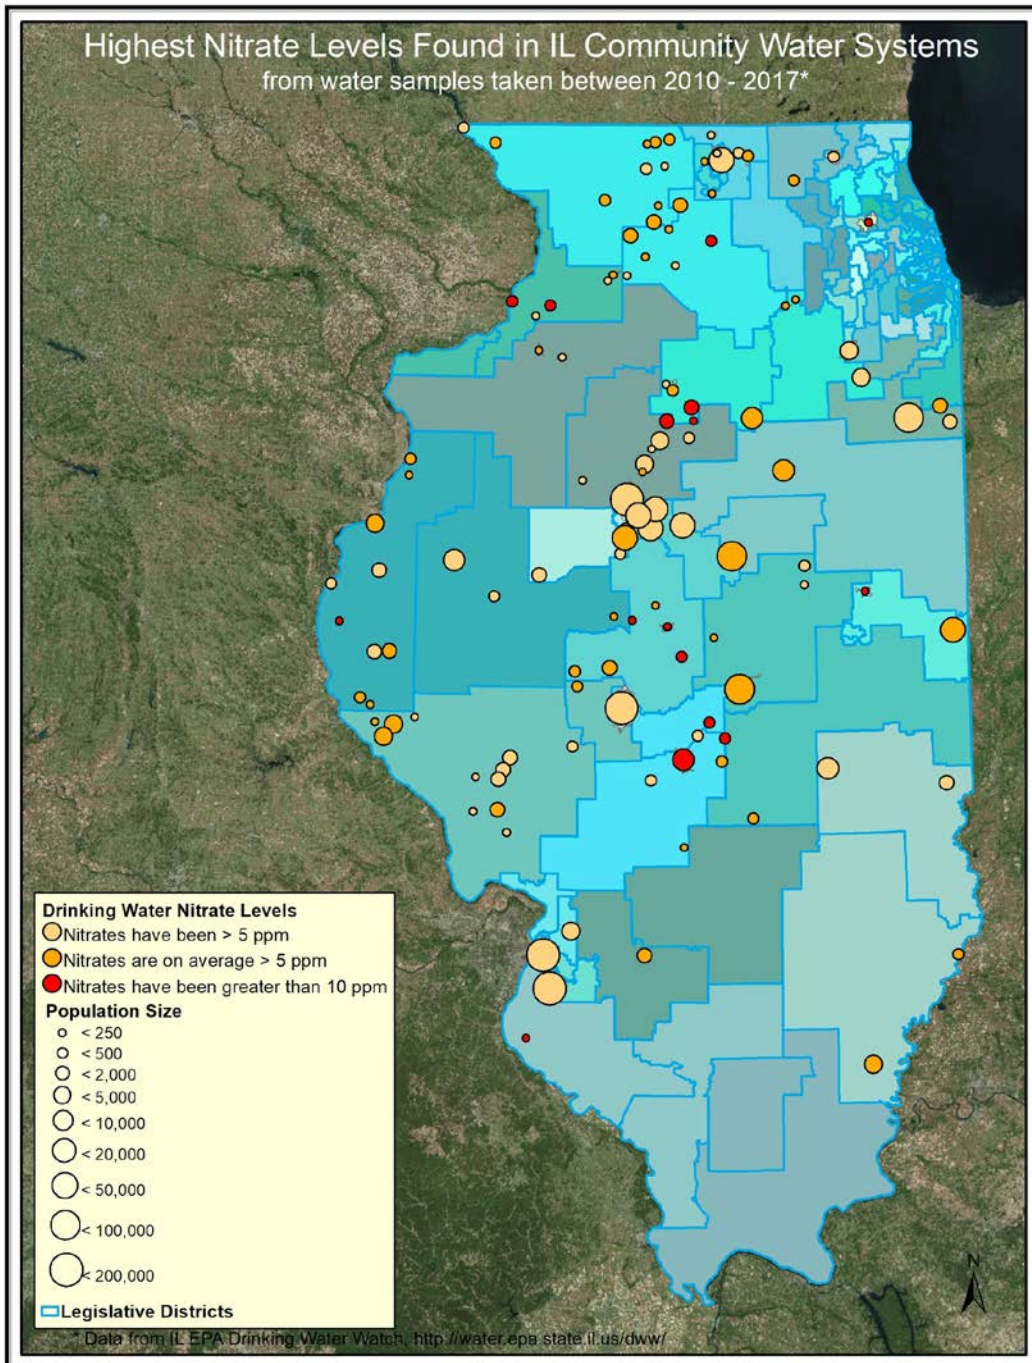 Highest Nitrate Levels Found in IL Community Water Systems
from water samples taken between 2010 - 2017*
Drinking Water Nitrate Levels
Nitrates have been > 5 ppm
Nitrates are on average > 5 ppm
Nitrates have been greater than 10 ppm
Population Size
< 250
< 500
< 2,000
< 5,000
< 10,000
< 20,000
< 50,000
< 100,000
< 200,000
Legislative Districts
N
* Data from IL EPA Drinking Water Watch, http://water.epa.state.il.us/dww/